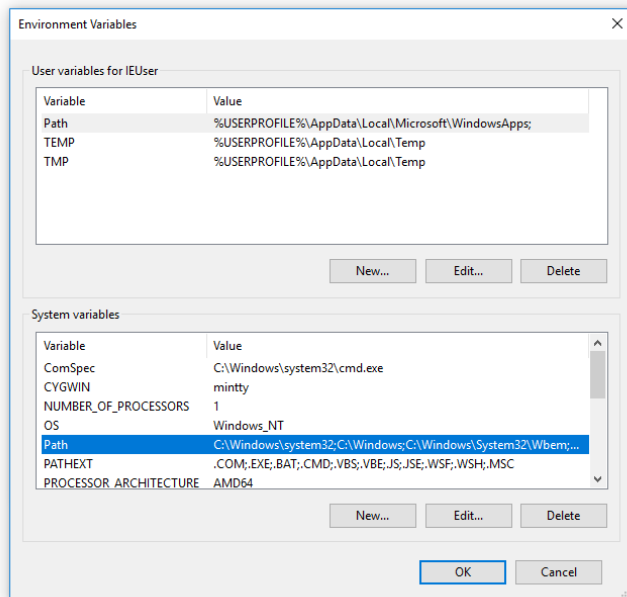 Environment Variables
User variables for IEUser
Variable Value
Path %USERPROFILE%\AppData\Local\Microsoft\WindowsApps;
TEMP %USERPROFILE%\AppData\Local\Temp
TMP %USERPROFILE%\AppData\Local\Temp
New... Edit... Delete
System variables
Variable Value
ComSpec C:\Windows\system32\cmd.exe
CYGWIN mintty
NUMBER_OF_PROCESSORS 1
OS Windows_NT
Path C:\Windows\system32;C:\Windows;C:\Windows\System32\Wbem;...
PATHEXT .COM;.EXE;.BAT;.CMD;.VBS;.VBE;.JS;.JSE;.WSF;.WSH;.MSC
PROCESSOR_ARCHITECTURE AMD64
New... Edit... Delete
OK Cancel